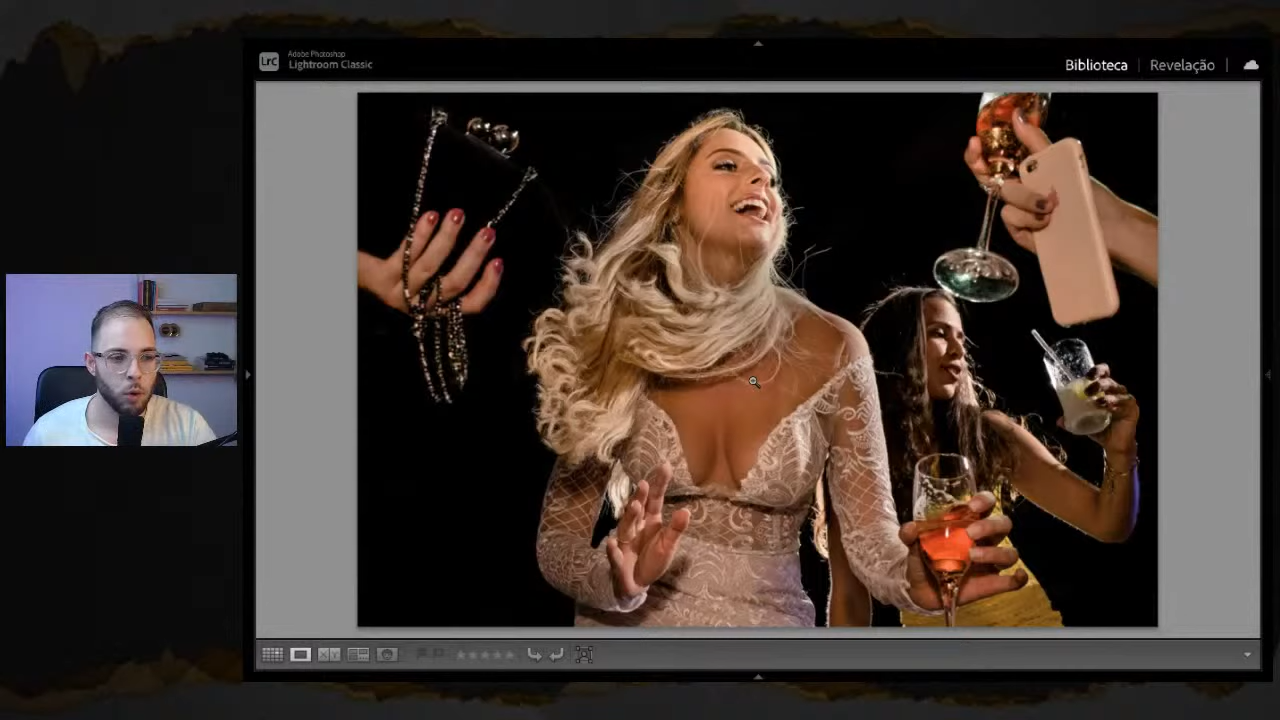 LrC
Adobe Photoshop
Lightroom Classic
Biblioteca | Revelação |